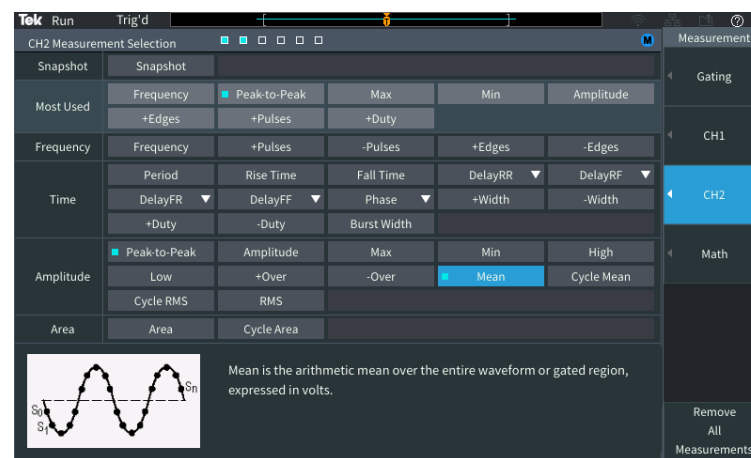 Tek Run Trig'd
CH2 Measurement Selection M Measurement
Snapshot Snapshot
Gating
Most Used Frequency Peak-to-Peak Max Min Amplitude
+Edges +Pulses +Duty
CH1
Frequency Frequency +Pulses -Pulses +Edges -Edges
Time Period Rise Time Fall Time DelayRR DelayRF
DelayFR DelayFF Phase +Width -Width
CH2
+Duty -Duty Burst Width
Amplitude Peak-to-Peak Amplitude Max Min High
Math
Low +Over -Over Mean Cycle Mean
Cycle RMS RMS
Area Area Cycle Area
Mean is the arithmetic mean over the entire waveform or gated region,
expressed in volts.
S0 S1 Sn
Remove
All
Measurements